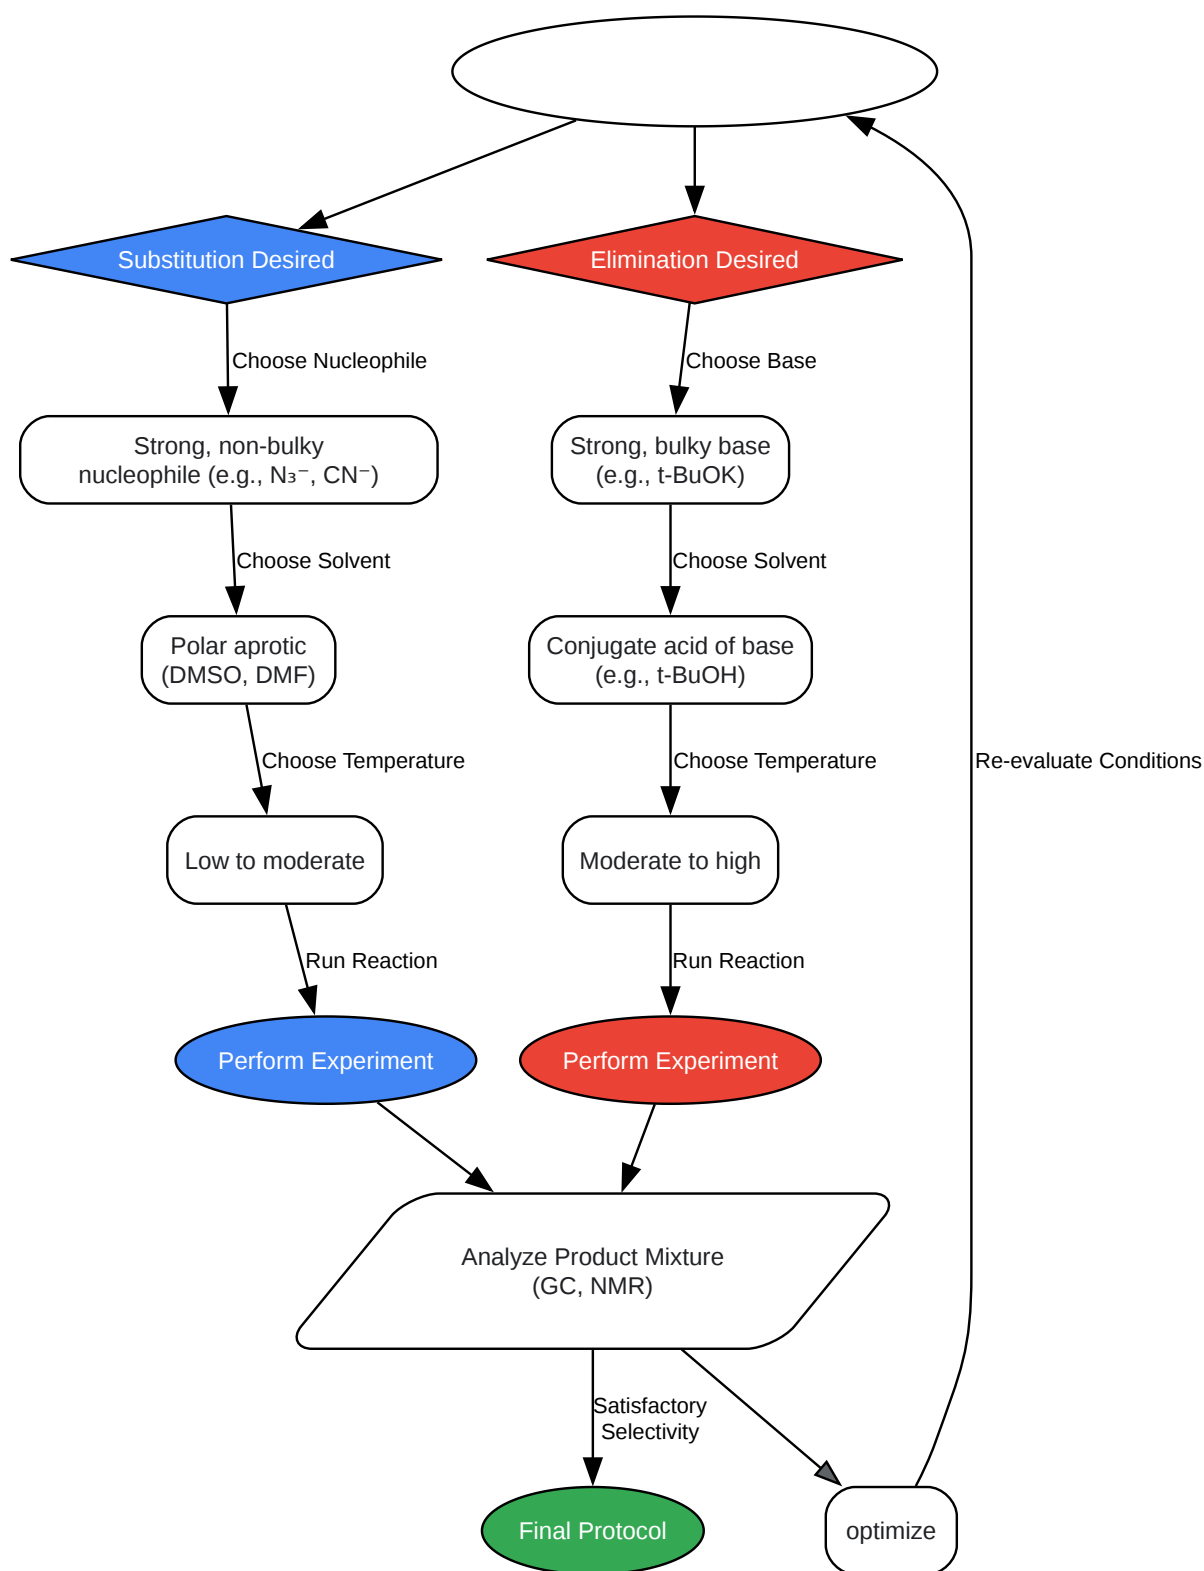 Substitution Desired
Elimination Desired
Choose Nucleophile
Choose Base
Strong, non-bulky
nucleophile (e.g., N₃⁻, CN⁻)
Strong, bulky base
(e.g., t-BuOK)
Choose Solvent
Choose Solvent
Polar aprotic
(DMSO, DMF)
Conjugate acid of base
(e.g., t-BuOH)
Choose Temperature
Choose Temperature
Re-evaluate Conditions
Low to moderate
Moderate to high
Run Reaction
Run Reaction
Perform Experiment
Perform Experiment
Analyze Product Mixture
(GC, NMR)
Satisfactory
Selectivity
Final Protocol
optimize